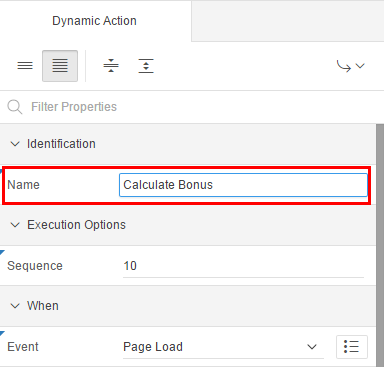 Dynamic Action
Filter Properties
Identification
Name Calculate Bonus
Execution Options
Sequence 10
When
Event Page Load